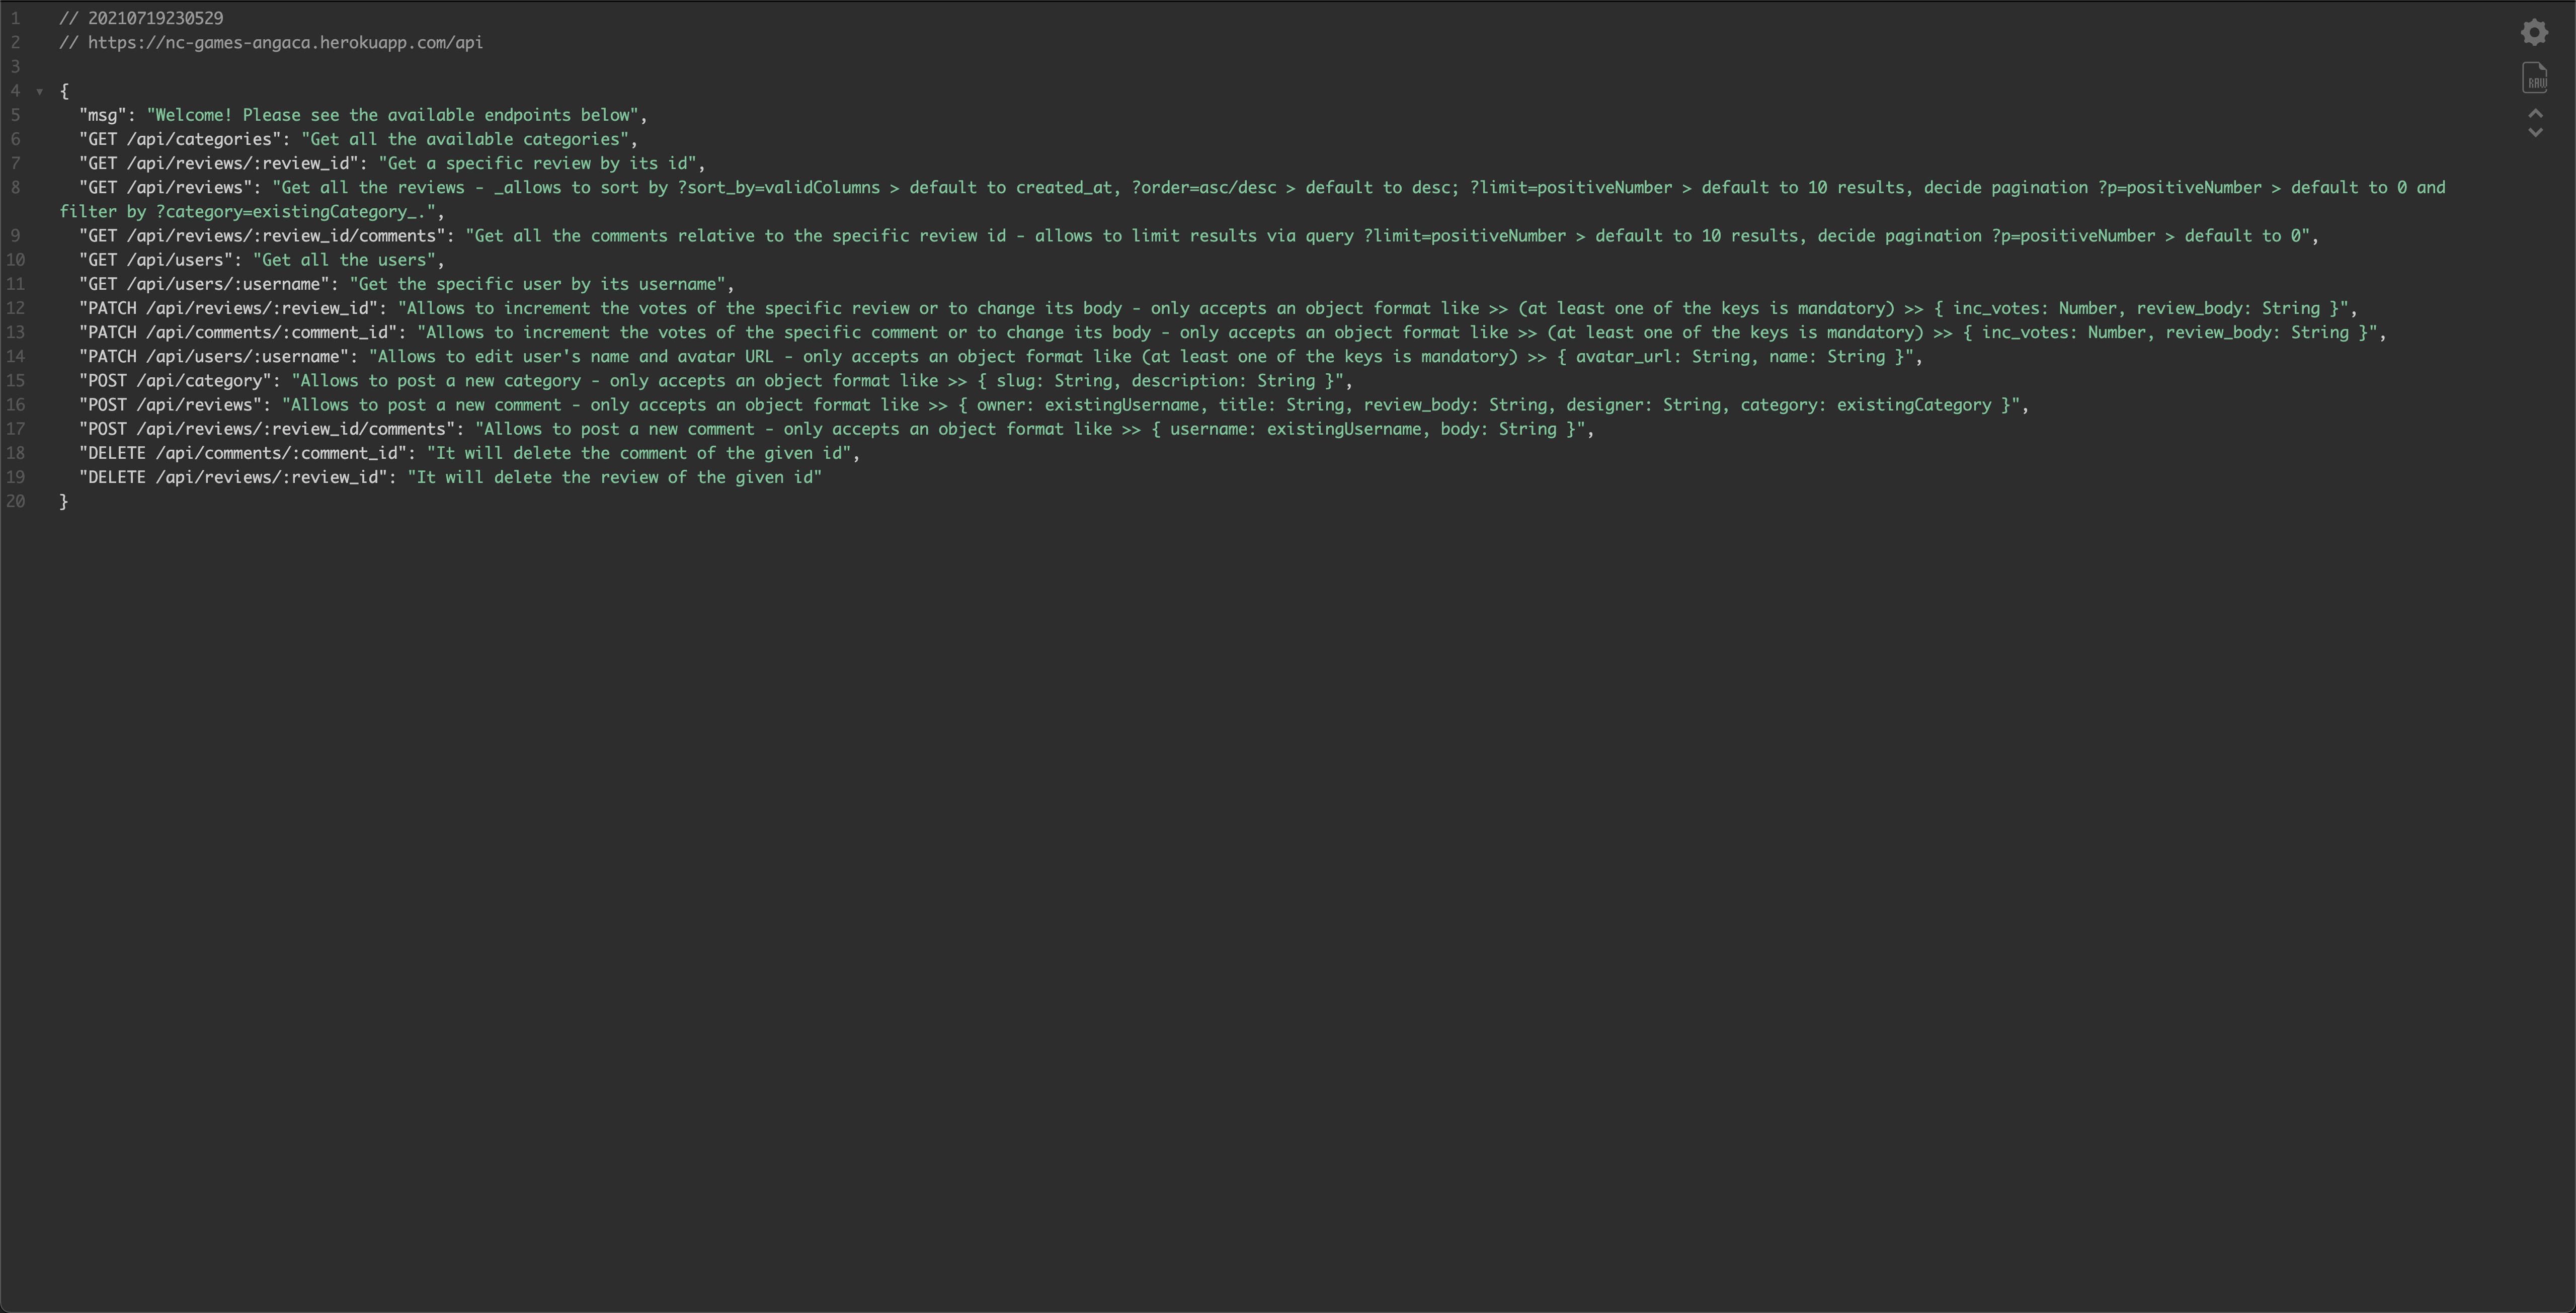 1 // 20210719230529
2 // https://nc-games-angaca.herokuapp.com/api
3
4 {
5 "msg": "Welcome! Please see the available endpoints below",
6 "GET /api/categories": "Get all the available categories",
7 "GET /api/reviews/:review_id": "Get a specific review by its id",
8 "GET /api/reviews": "Get all the reviews - _allows to sort by ?sort_by=validColumns > default to created_at, ?order=asc/desc > default to desc; ?limit=positiveNumber > default to 10 results, decide pagination ?p=positiveNumber > default to 0 and
filter by ?category=existingCategory_.",
9 "GET /api/reviews/:review_id/comments": "Get all the comments relative to the specific review id - allows to limit results via query ?limit=positiveNumber > default to 10 results, decide pagination ?p=positiveNumber > default to 0",
10 "GET /api/users": "Get all the users",
11 "GET /api/users/:username": "Get the specific user by its username",
12 "PATCH /api/reviews/:review_id": "Allows to increment the votes of the specific review or to change its body - only accepts an object format like >> (at least one of the keys is mandatory) >> { inc_votes: Number, review_body: String }",
13 "PATCH /api/comments/:comment_id": "Allows to increment the votes of the specific comment or to change its body - only accepts an object format like >> (at least one of the keys is mandatory) >> { inc_votes: Number, review_body: String }",
14 "PATCH /api/users/:username": "Allows to edit user's name and avatar URL - only accepts an object format like (at least one of the keys is mandatory) >> { avatar_url: String, name: String }",
15 "POST /api/category": "Allows to post a new category - only accepts an object format like >> { slug: String, description: String }",
16 "POST /api/reviews": "Allows to post a new comment - only accepts an object format like >> { owner: existingUsername, title: String, review_body: String, designer: String, category: existingCategory }",
17 "POST /api/reviews/:review_id/comments": "Allows to post a new comment - only accepts an object format like >> { username: existingUsername, body: String }",
18 "DELETE /api/comments/:comment_id": "It will delete the comment of the given id",
19 "DELETE /api/reviews/:review_id": "It will delete the review of the given id"
20 }
RAW